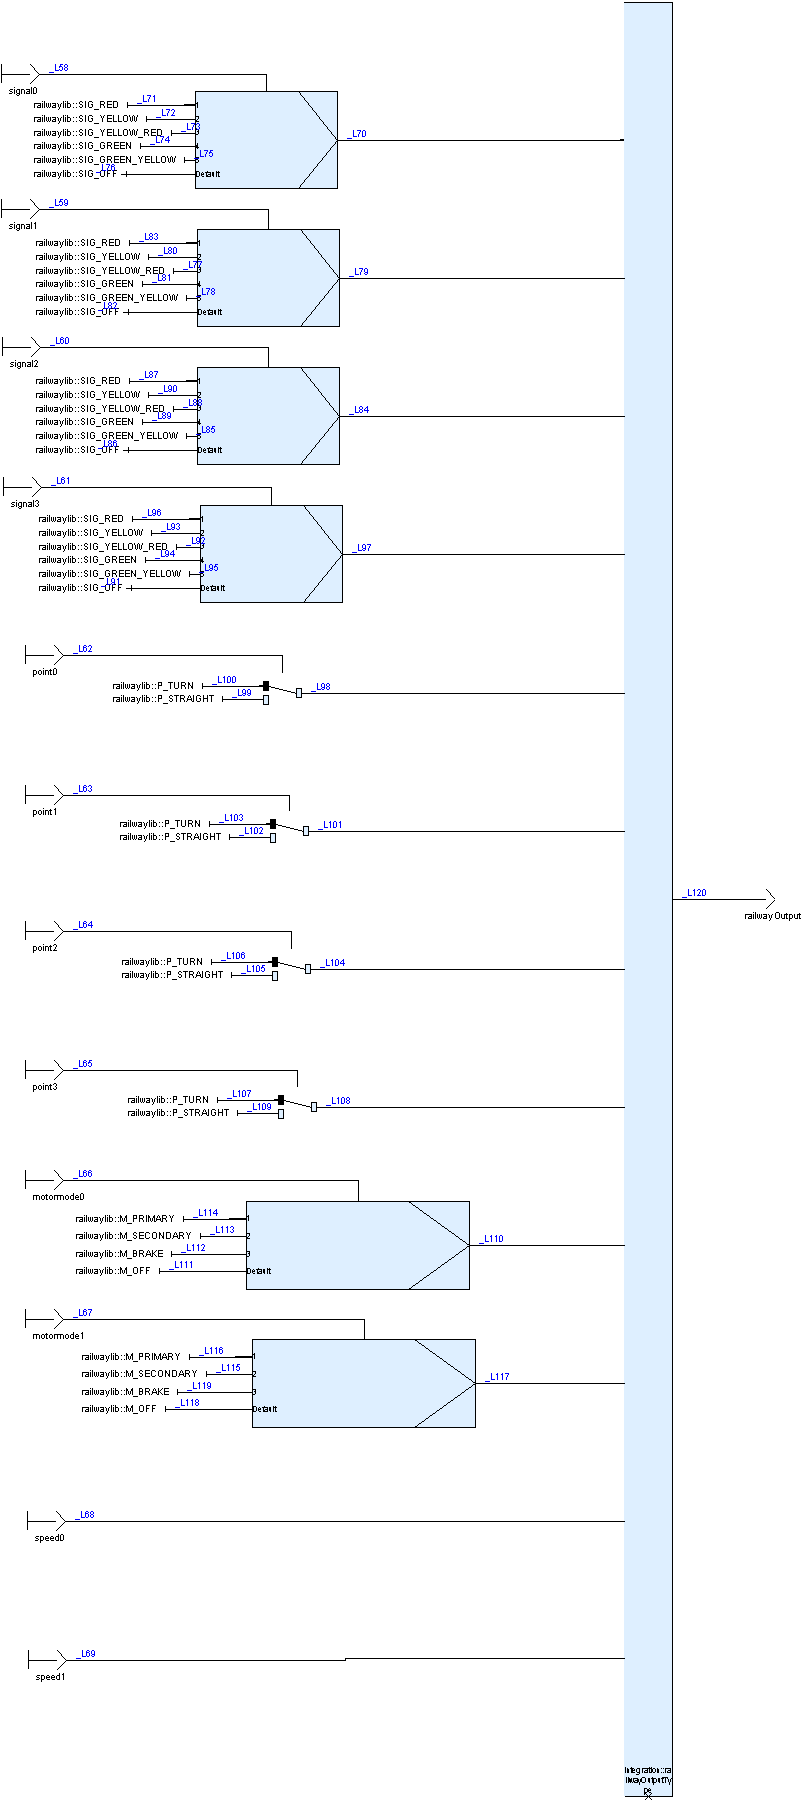 _L58
signal0
railwaylib::SIG_RED _L71 1
railwaylib::SIG_YELLOW _L72 2
railwaylib::SIG_YELLOW_RED _L73 3
railwaylib::SIG_GREEN _L74 4
railwaylib::SIG_GREEN_YELLOW _L75 5
railwaylib::SIG_OFF _L76 Default
_L70
_L59
signal1
railwaylib::SIG_RED _L83 1
railwaylib::SIG_YELLOW _L80 2
railwaylib::SIG_YELLOW_RED _L77 3
railwaylib::SIG_GREEN _L81 4
railwaylib::SIG_GREEN_YELLOW _L78 5
railwaylib::SIG_OFF _L82 Default
_L79
_L60
signal2
railwaylib::SIG_RED _L87 1
railwaylib::SIG_YELLOW _L90 2
railwaylib::SIG_YELLOW_RED _L88 3
railwaylib::SIG_GREEN _L89 4
railwaylib::SIG_GREEN_YELLOW _L85 5
railwaylib::SIG_OFF _L86 Default
_L84
_L61
signal3
railwaylib::SIG_RED _L96 1
railwaylib::SIG_YELLOW _L93 2
railwaylib::SIG_YELLOW_RED _L92 3
railwaylib::SIG_GREEN _L94 4
railwaylib::SIG_GREEN_YELLOW _L95 5
railwaylib::SIG_OFF _L91 Default
_L97
_L62
point0
railwaylib::P_TURN _L100
railwaylib::P_STRAIGHT _L99
_L98
_L63
point1
railwaylib::P_TURN _L103
railwaylib::P_STRAIGHT _L102
_L101
_L120
railwayOutput
_L64
point2
railwaylib::P_TURN _L106
railwaylib::P_STRAIGHT _L105
_L104
_L65
point3
railwaylib::P_TURN _L107
railwaylib::P_STRAIGHT _L109
_L108
_L66
motormode0
railwaylib::M_PRIMARY _L114 1
railwaylib::M_SECONDARY _L113 2
railwaylib::M_BRAKE _L112 3
railwaylib::M_OFF _L111 Default
_L110
_L67
motormode1
railwaylib::M_PRIMARY _L116 1
railwaylib::M_SECONDARY _L115 2
railwaylib::M_BRAKE _L119 3
railwaylib::M_OFF _L118 Default
_L117
_L68
speed0
_L69
speed1
Integration::rai
lwayOutputTy
pe